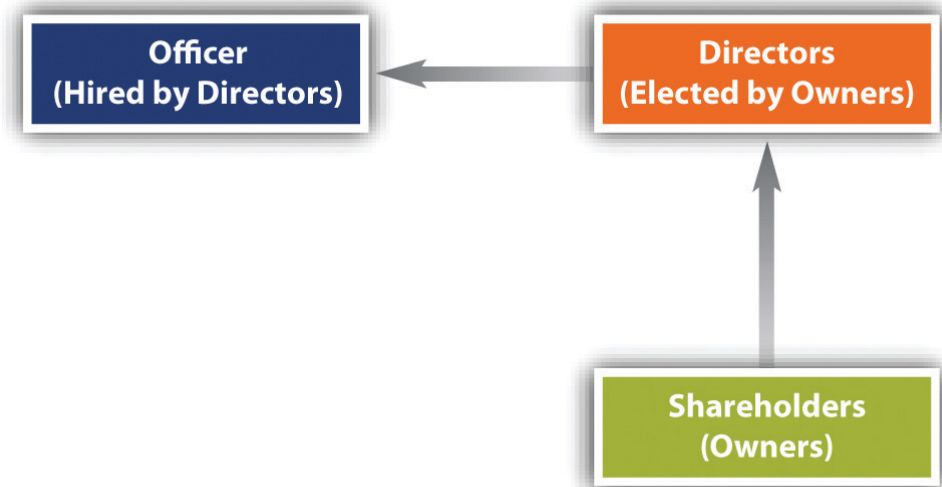 Officer
(Hired by Directors)
Directors
(Elected by Owners)
Shareholders
(Owners)